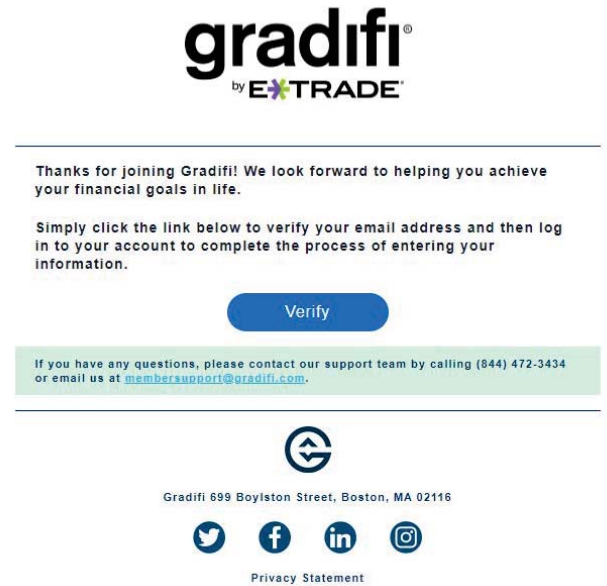 gradifi®
by E*TRADE®
Thanks for joining Gradifi! We look forward to helping you achieve
your financial goals in life.
Simply click the link below to verify your email address and then log
in to your account to complete the process of entering your
information.
Verify
If you have any questions, please contact our support team by calling (844) 472-3434
or email us at membersupport@gradifi.com.
Gradifi 699 Boylston Street, Boston, MA 02116
Privacy Statement